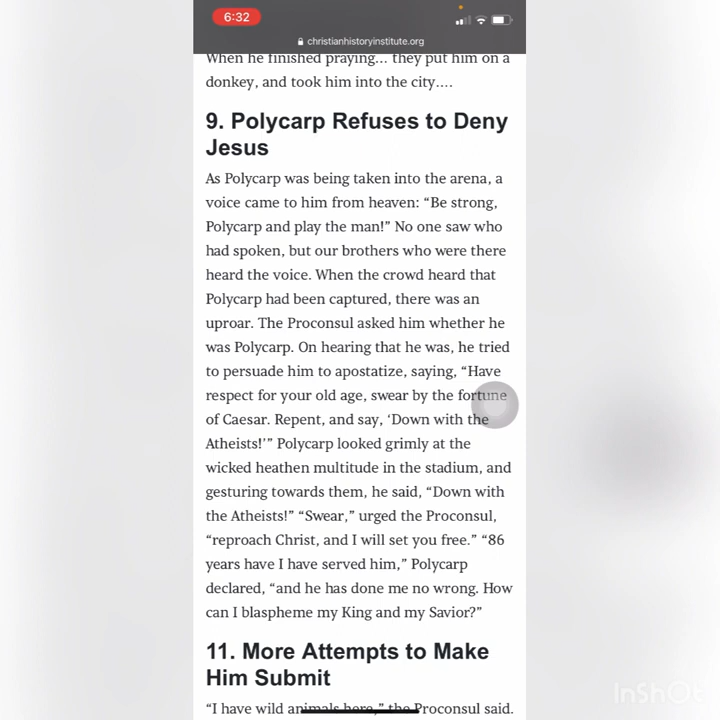 6:32
christianhistoryinstitute.org
When he finished praying... they put him on a
donkey, and took him into the city....
9. Polycarp Refuses to Deny
Jesus
As Polycarp was being taken into the arena, a
voice came to him from heaven: “Be strong,
Polycarp and play the man!” No one saw who
had spoken, but our brothers who were there
heard the voice. When the crowd heard that
Polycarp had been captured, there was an
uproar. The Proconsul asked him whether he
was Polycarp. On hearing that he was, he tried
to persuade him to apostatize, saying, “Have
respect for your old age, swear by the fortune
of Caesar. Repent, and say, ‘Down with the
Atheists!’” Polycarp looked grimly at the
wicked heathen multitude in the stadium, and
gesturing towards them, he said, “Down with
the Atheists!” “Swear,” urged the Proconsul,
“reproach Christ, and I will set you free.” “86
years have I have served him,” Polycarp
declared, “and he has done me no wrong. How
can I blaspheme my King and my Savior?”
11. More Attempts to Make
Him Submit
“I have wild animals here,” the Proconsul said.
InShOt